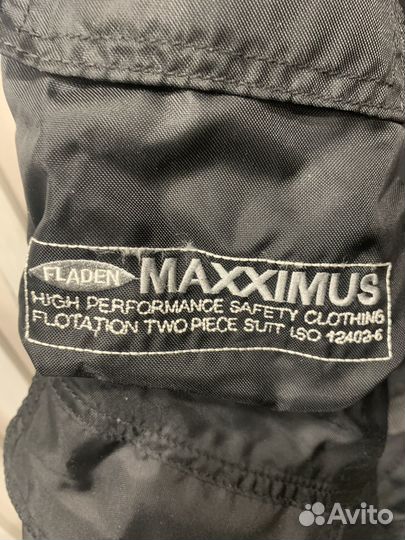 FLADEN MAXXIMUS
HIGH PERFORMANCE SAFETY CLOTHING
FLOTATION TWO PIECE SUIT ISO 12402-6
Avito